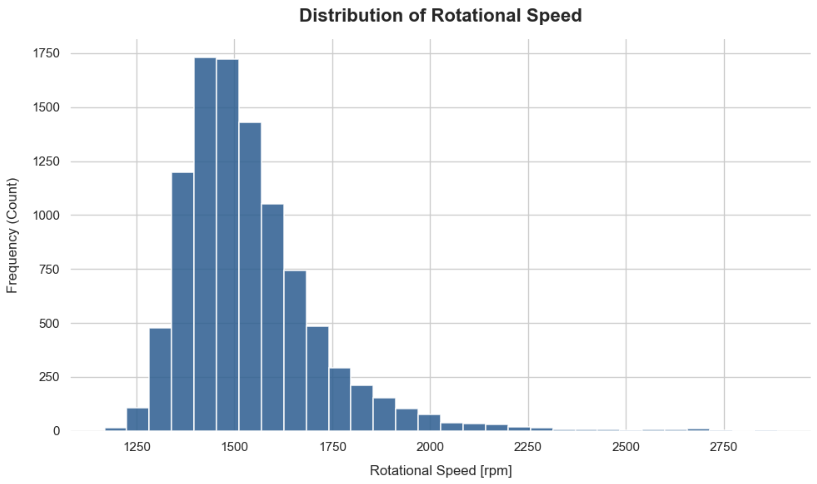 Distribution of Rotational Speed
1750
1500
1250
1000
750
500
250
0
Frequency (Count)
1250 1500 1750 2000 2250 2500 2750
Rotational Speed [rpm]